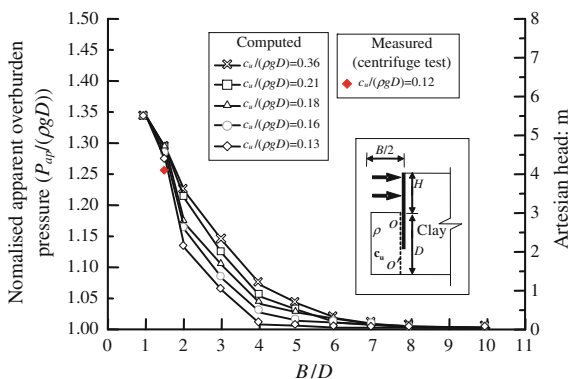 Nomalised apparent overburden
pressure (Pap/(ρgD))
1.40
1.35
1.30
1.25
1.20
1.15
1.10
1.05
1.00
Computed
cu/(ρgD)=0.36
cu/(ρgD)=0.21
cu/(ρgD)=0.18
cu/(ρgD)=0.16
cu/(ρgD)=0.13
Measured
(centrifuge test)
cu/(ρgD)=0.12
B/2
H
ρ O Clay
D
cu
O′
8
7
6
5
4
3
2
1
0
Artesian head: m
0 1 2 3 4 5 6 7 8 9 10 11
B/D